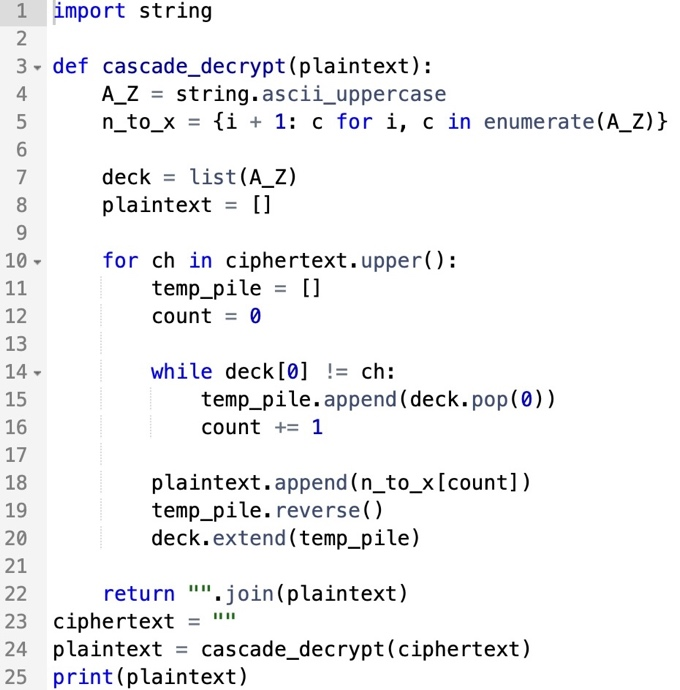 1 import string
2
3 def cascade_decrypt(plaintext):
4     A_Z = string.ascii_uppercase
5     n_to_x = {i + 1: c for i, c in enumerate(A_Z)}
6
7     deck = list(A_Z)
8     plaintext = []
9
10     for ch in ciphertext.upper():
11         temp_pile = []
12         count = 0
13
14         while deck[0] != ch:
15             temp_pile.append(deck.pop(0))
16             count += 1
17
18         plaintext.append(n_to_x[count])
19         temp_pile.reverse()
20         deck.extend(temp_pile)
21
22     return "".join(plaintext)
23 ciphertext = ""
24 plaintext = cascade_decrypt(ciphertext)
25 print(plaintext)